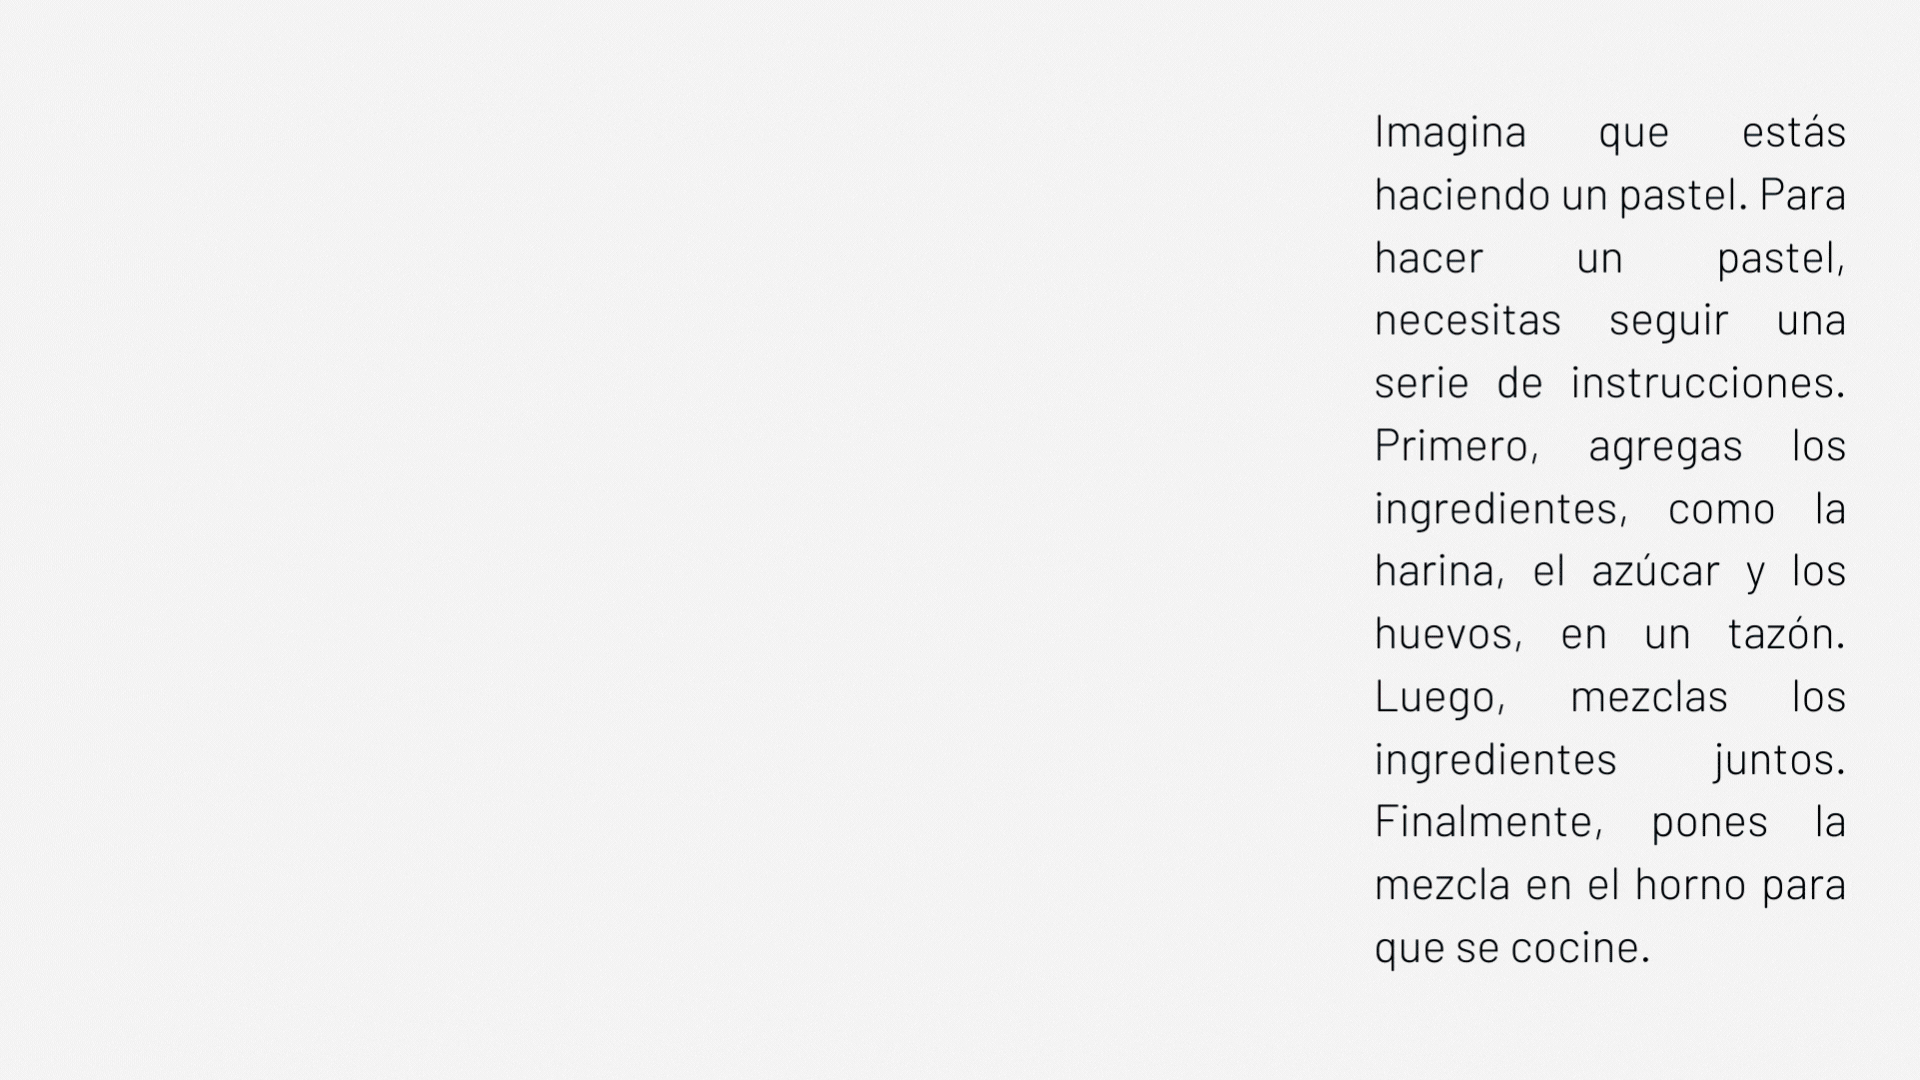 Imagina que estás
haciendo un pastel. Para
hacer un pastel,
necesitas seguir una
serie de instrucciones.
Primero, agregas los
ingredientes, como la
harina, el azúcar y los
huevos, en un tazón.
Luego, mezclas los
ingredientes juntos.
Finalmente, pones la
mezcla en el horno para
que se cocine.